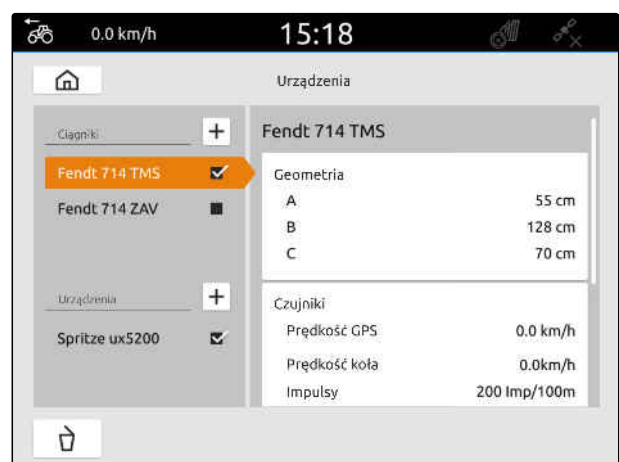 0.0 km/h 15:18
Urządzenia
Ciągniki
Fendt 714 TMS
Fendt 714 ZAV
Urządzenia
Spritze ux5200
Fendt 714 TMS
Geometria
A 55 cm
B 128 cm
C 70 cm
Czujniki
Prędkość GPS 0.0 km/h
Prędkość koła 0.0km/h
Impulsy 200 Imp/100m